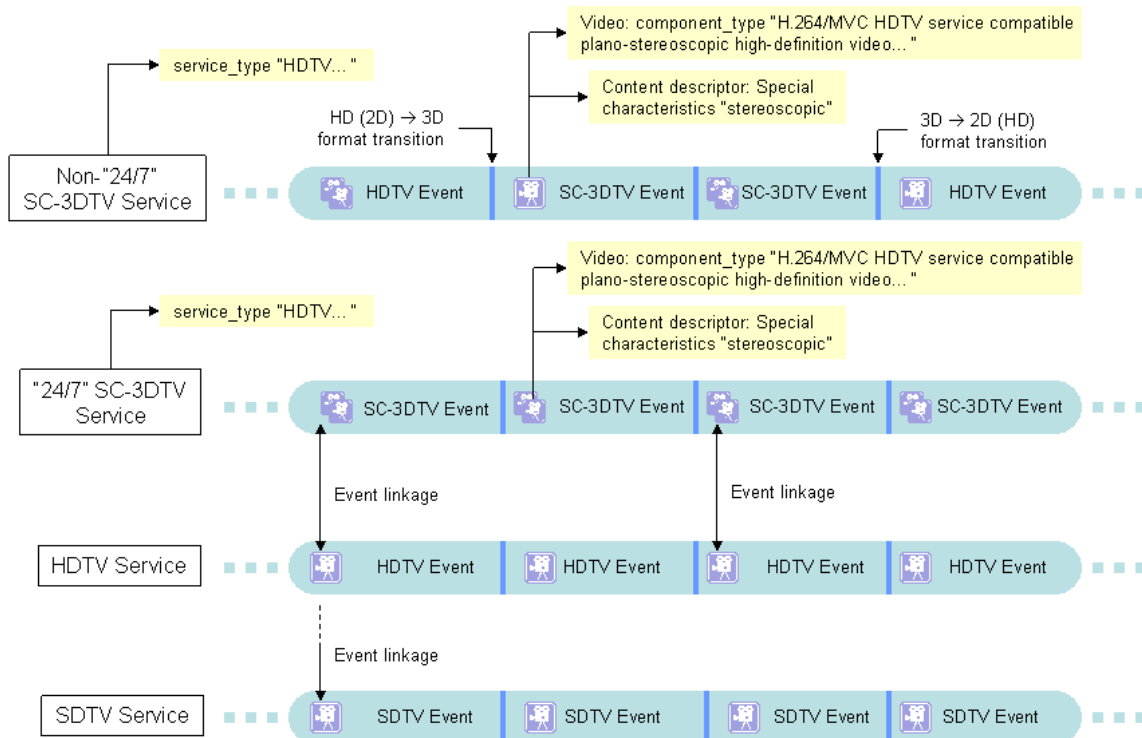 Video: component_type "H.264/MVC HDTV service compatible
plano-stereoscopic high-definition video... "
service_type "HDTV... "
Content descriptor: Special
characteristics "stereoscopic"
HD (2D) → 3D
format transition
3D → 2D (HD)
format transition
Non-"24/7"
SC-3DTV Service
HDTV Event
SC-3DTV Event
SC-3DTV Event
HDTV Event
Video: component_type "H.264/MVC HDTV service compatible
plano-stereoscopic high-definition video... "
service_type "HDTV... "
Content descriptor: Special
characteristics "stereoscopic"
"24/7" SC-3DTV
Service
SC-3DTV Event
SC-3DTV Event
SC-3DTV Event
SC-3DTV Event
Event linkage
Event linkage
HDTV Service
HDTV Event
HDTV Event
HDTV Event
HDTV Event
Event linkage
SDTV Service
SDTV Event
SDTV Event
SDTV Event
SDTV Event